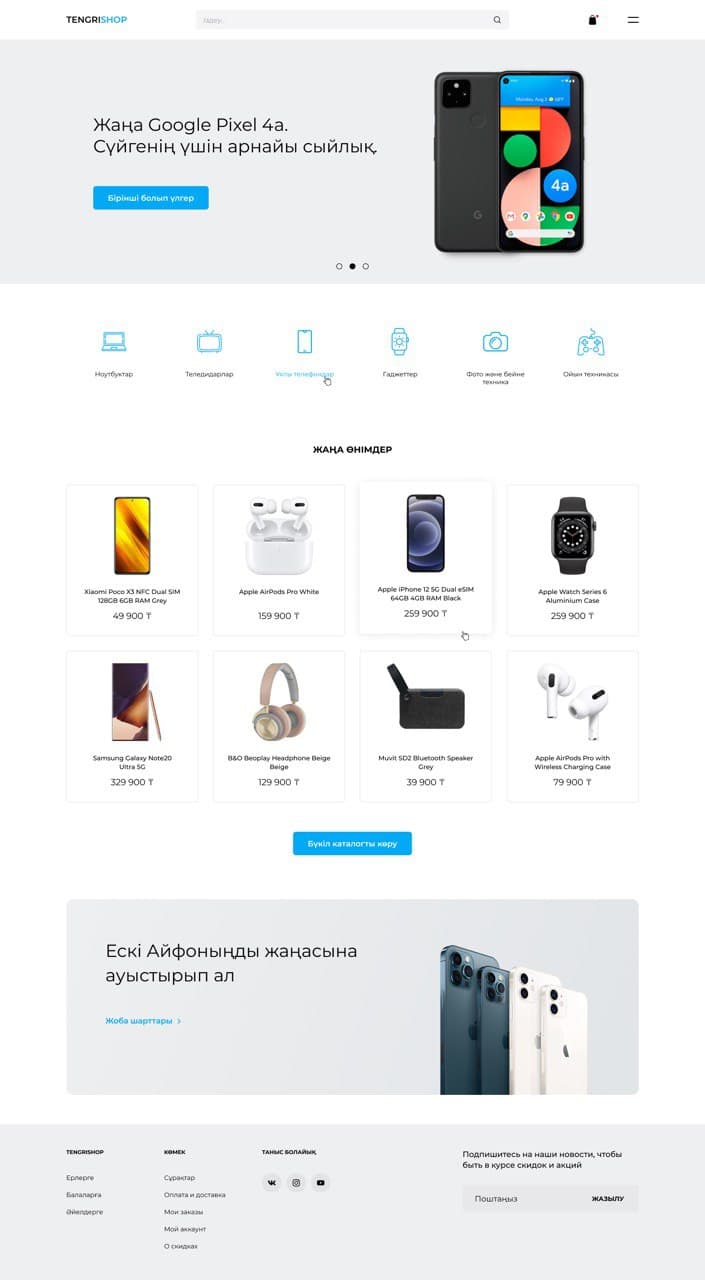 TENGRISHOP
Іздеу...
Жаңа Google Pixel 4a.
Сүйгенің үшін арнайы сыйлық.
Monday, Aug 3
4a
G
Бірінші болып үлгер
Ноутбуктар
Теледидарлар
Ұялы телефондар
Гаджеттер
Фото және бейне
техника
Ойын техникасы
ЖАҢА ӨНІМДЕР
Xiaomi Poco X3 NFC Dual SIM
128GB 6GB RAM Grey
49 900 ₸
Apple AirPods Pro White
159 900 ₸
Apple iPhone 12 5G Dual eSIM
64GB 4GB RAM Black
259 900 ₸
Apple Watch Series 6
Aluminium Case
259 900 ₸
Samsung Galaxy Note20
Ultra 5G
329 900 ₸
B&O Beoplay Headphone Beige
Beige
129 900 ₸
Muvit SD2 Bluetooth Speaker
Grey
39 900 ₸
Apple AirPods Pro with
Wireless Charging Case
79 900 ₸
Бүкіл каталогты көру
Ескі Айфоныңды жаңасына
ауыстырып ал
Жоба шарттары
TENGRISHOP
Ерлерге
Балаларға
Әйелдерге
КӨМЕК
Сұрақтар
Оплата и доставка
Мои заказы
Мой аккаунт
О скидках
ТАНЫС БОЛАЙЫҚ
Подпишитесь на наши новости, чтобы
быть в курсе скидок и акций
Поштаңыз
ЖАЗЫЛУ